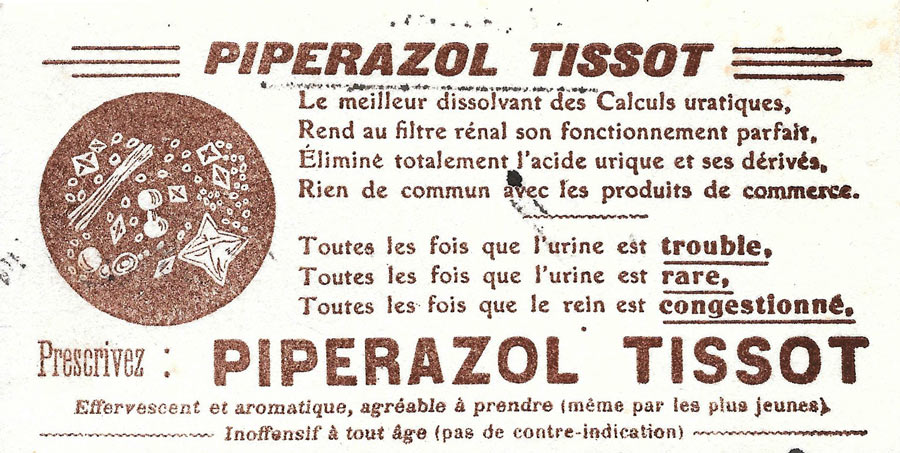 PIPERAZOL TISSOT
Le meilleur dissolvant des Calculs uratiques,
Rend au filtre rénal son fonctionnement parfait,
Éliminé totalement l'acide urique et ses dérivés,
Rien de commun avec les produits de commerce.
Toutes les fois que l'urine est trouble,
Toutes les fois que l'urine est rare,
Toutes les fois que le rein est congestionné,
Prescrivez : PIPERAZOL TISSOT
Effervescent et aromatique, agréable à prendre (même par les plus jeunes),
Inoffensif à tout âge (pas de contre-indication)